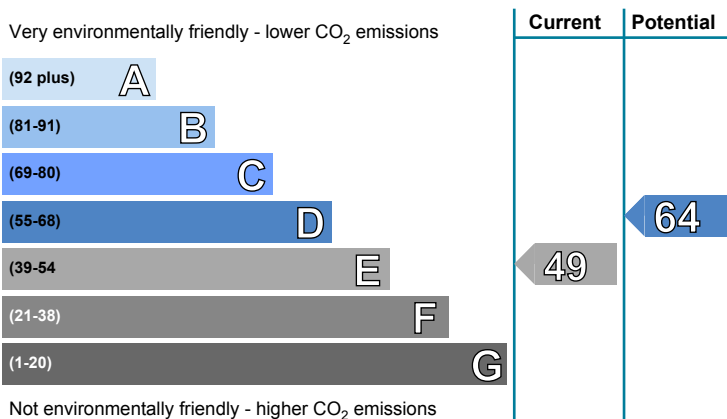 Current Potential
Very environmentally friendly - lower CO2 emissions
(92 plus) A
(81-91) B
(69-80) C
(55-68) D
64
(39-54 E
49
(21-38) F
(1-20) G
Not environmentally friendly - higher CO2 emissions